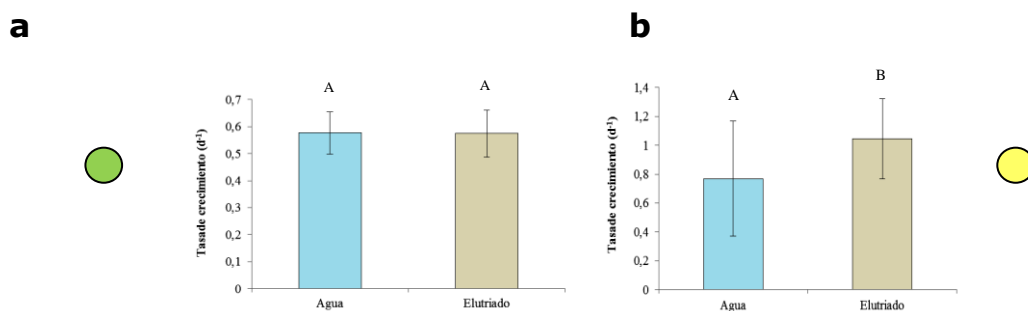 a
A
A
Tasade crecimiento (d⁻¹)
0,7
0,6
0,5
0,4
0,3
0,2
0,1
0
Agua
Elutriado
b
A
B
Tasade crecimiento (d⁻¹)
1,4
1,2
1
0,8
0,6
0,4
0,2
0
Agua
Elutriado